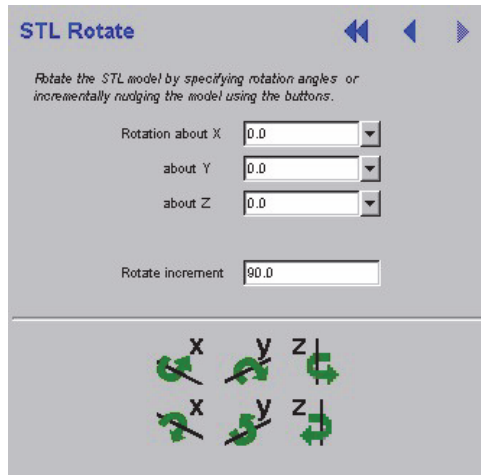 STL Rotate
Rotate the STL model by specifying rotation angles or
incrementally nudging the model using the buttons.
Rotation about X 0.0
about Y 0.0
about Z 0.0
Rotate increment 90.0
x y z
x y z